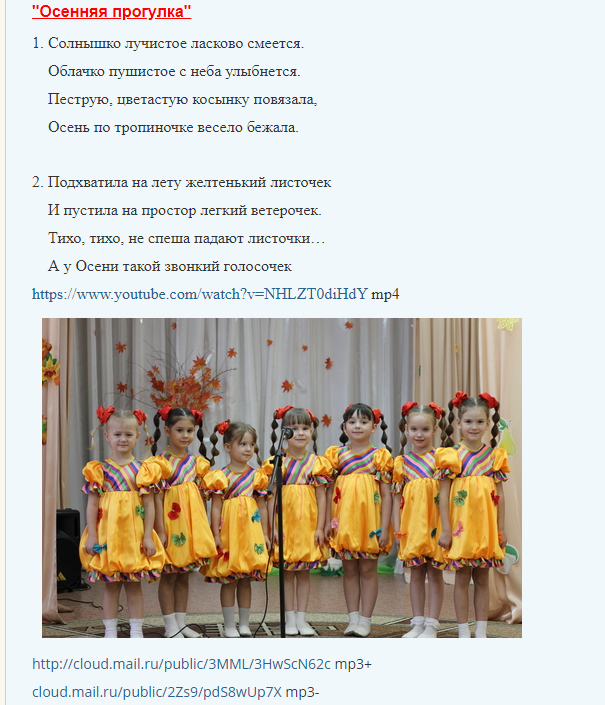 "Осенняя прогулка"
1. Солнышко лучистое ласково смеется.
Облачко пушистое с неба улыбнется.
Пеструю, цветастую косынку повязала,
Осень по тропиночке весело бежала.
2. Подхватила на лету желтенький листочек
И пустила на простор легкий ветерочек.
Тихо, тихо, не спеша падают листочки…
А у Осени такой звонкий голосочек
https://www.youtube.com/watch?v=NHLZT0diHdY mp4
http://cloud.mail.ru/public/3MML/3HwScN62c mp3+
cloud.mail.ru/public/2Zs9/pdS8wUp7X mp3-